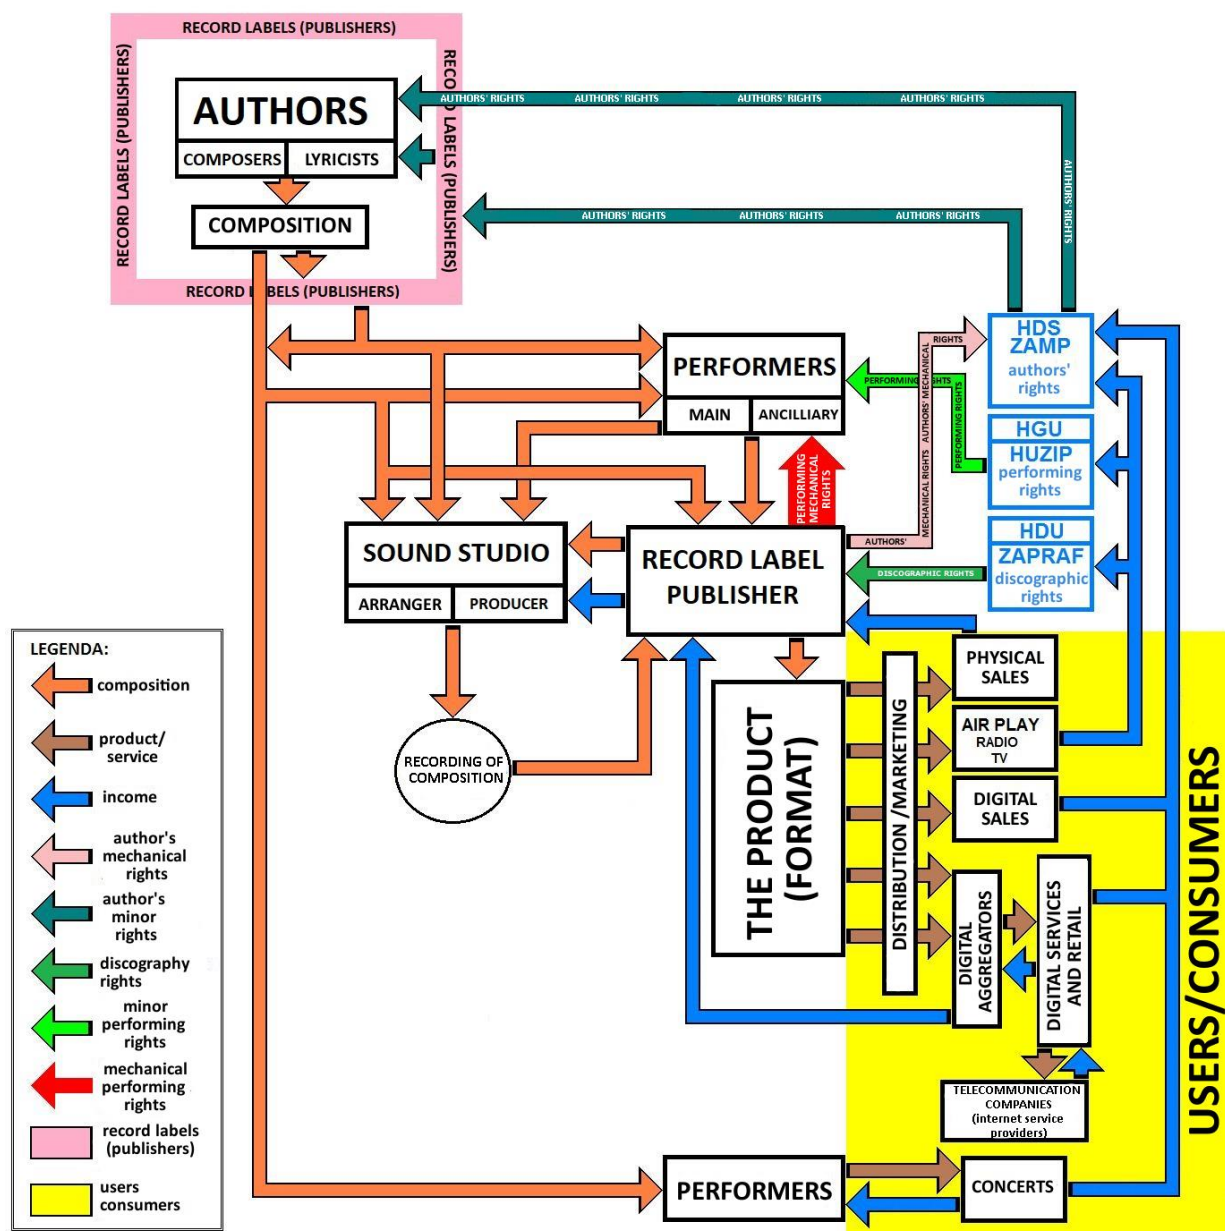 RECORD LABELS (PUBLISHERS)
RECORD LABELS (PUBLISHERS)
RECORD LABELS (PUBLISHERS)
AUTHORS
COMPOSERS
LYRICISTS
COMPOSITION
RECORD LABELS (PUBLISHERS)
AUTHORS' RIGHTS AUTHORS' RIGHTS AUTHORS' RIGHTS AUTHORS' RIGHTS
AUTHORS' RIGHTS
AUTHORS' RIGHTS AUTHORS' RIGHTS AUTHORS' RIGHTS
HDS
ZAMP
authors'
rights
HGU
HUZIP
performing
rights
HDU
ZAPRAF
discographic
rights
PERFORMERS
MAIN
ANCILLIARY
PERFORMING RIGHTS
PERFORMING RIGHTS
RIGHTS
MECHANICAL RIGHTS AUTHORS' MECHANICAL
AUTHORS'
PERFORMING
MECHANICAL
RIGHTS
DISCOGRAPHIC RIGHTS
SOUND STUDIO
ARRANGER
PRODUCER
RECORD LABEL
PUBLISHER
RECORDING OF
COMPOSITION
THE PRODUCT
(FORMAT)
DISTRIBUTION /MARKETING
PHYSICAL
SALES
AIR PLAY
RADIO
TV
DIGITAL
SALES
DIGITAL
AGGREGATORS
DIGITAL SERVICES
AND RETAIL
TELECOMMUNICATION
COMPANIES
(internet service
providers)
USERS/CONSUMERS
PERFORMERS
CONCERTS
LEGENDA:
composition
product/
service
income
author's
mechanical
rights
author's
minor
rights
discography
rights
minor
performing
rights
mechanical
performing
rights
record labels
(publishers)
users
consumers